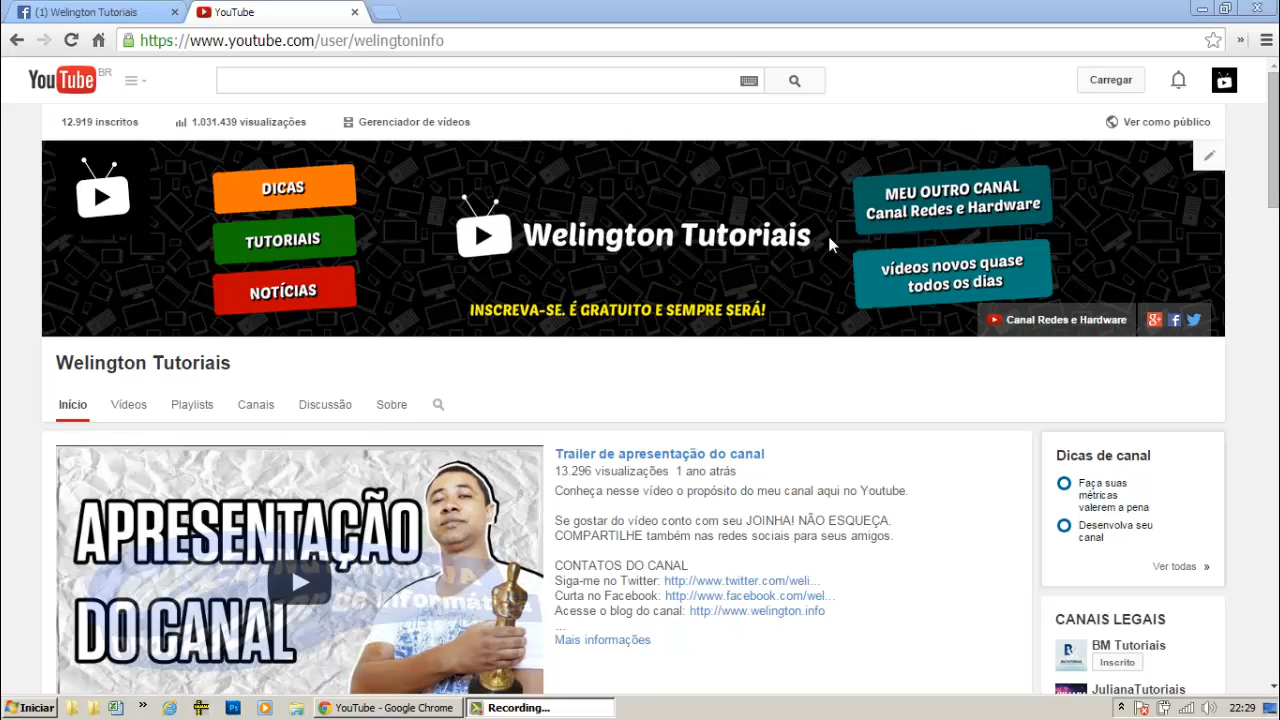 (1) Welington Tutoriais
YouTube
https://www.youtube.com/user/welingtoninfo
YouTube BR
Carregar
12.919 inscritos
1.031.439 visualizações
Gerenciador de vídeos
Ver como público
DICAS
TUTORIAIS
NOTÍCIAS
Welington Tutoriais
INSCREVA-SE. É GRATUITO E SEMPRE SERÁ!
MEU OUTRO CANAL
Canal Redes e Hardware
vídeos novos quase
todos os dias
Canal Redes e Hardware
Welington Tutoriais
Início
Vídeos
Playlists
Canais
Discussão
Sobre
APRESENTAÇÃO
DO CANAL
Trailer de apresentação do canal
13.296 visualizações 1 ano atrás
Conheça nesse vídeo o propósito do meu canal aqui no Youtube.
Se gostar do vídeo conto com seu JOINHA! NÃO ESQUEÇA.
COMPARTILHE também nas redes sociais para seus amigos.
CONTATOS DO CANAL
Siga-me no Twitter: http://www.twitter.com/weli...
Curta no Facebook: http://www.facebook.com/wel...
Acesse o blog do canal: http://www.welington.info
...
Mais informações
Dicas de canal
Faça suas
métricas
valerem a pena
Desenvolva seu
canal
Ver todas »
CANAIS LEGAIS
BM Tutoriais
Inscrito
JulianaTutoriais
Iniciar
YouTube - Google Chrome
Recording...
22:29